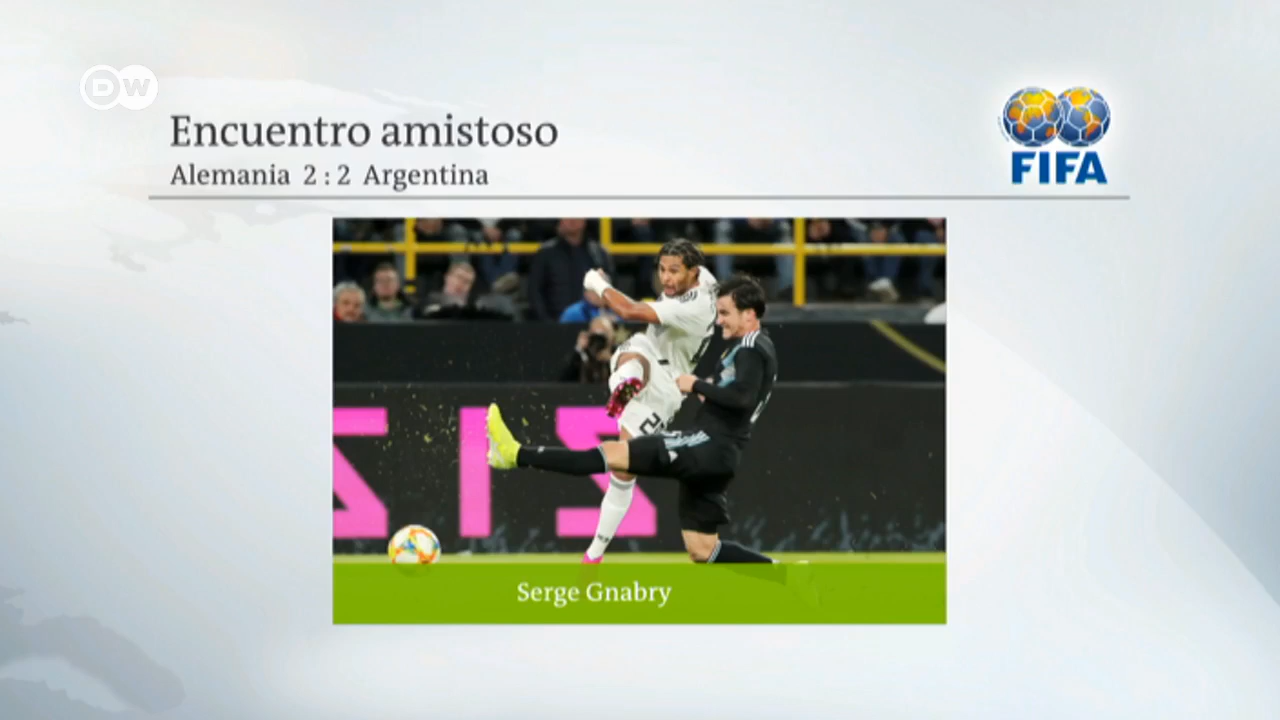 DW
Encuentro amistoso
Alemania 2 : 2 Argentina
FIFA
Serge Gnabry